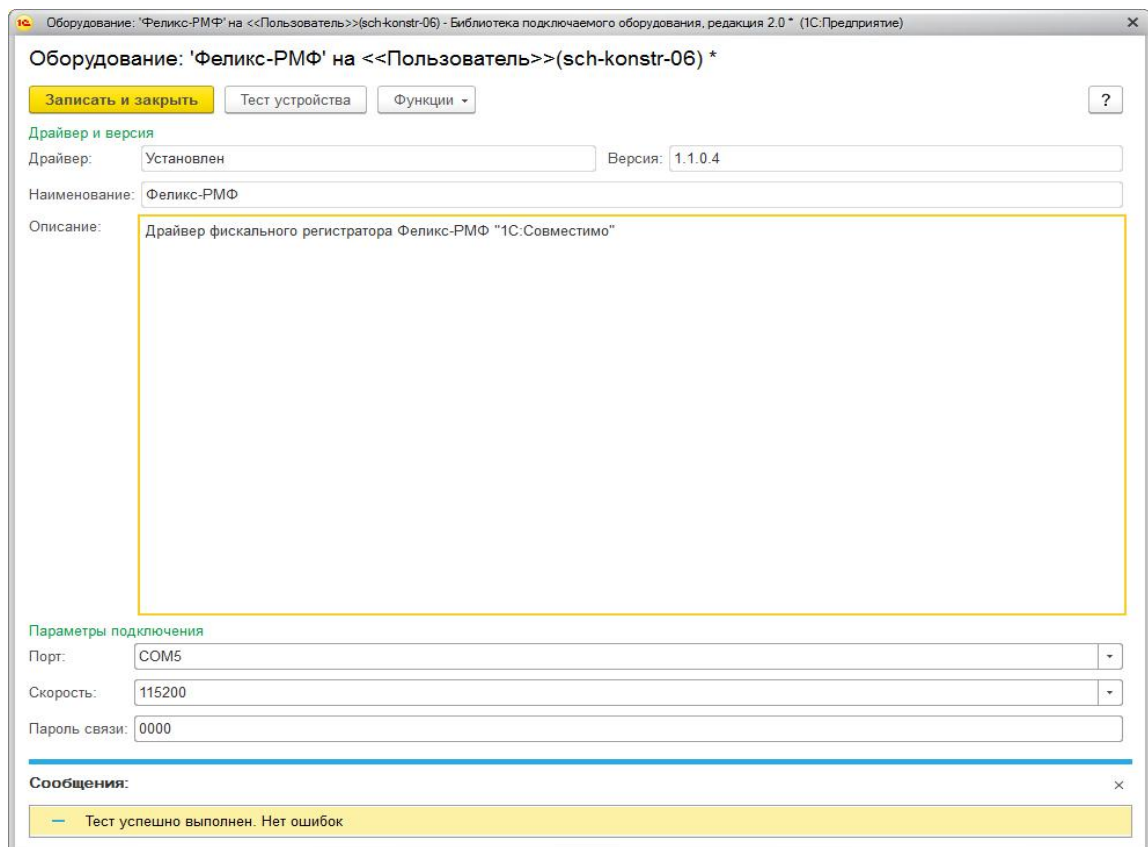 1С Оборудование: 'Феликс-РМФ' на <<Пользователь>>(sch-konstr-06) - Библиотека подключаемого оборудования, редакция 2.0 * (1С:Предприятие)
Оборудование: 'Феликс-РМФ' на <<Пользователь>>(sch-konstr-06) *
Записать и закрыть Тест устройства Функции ?
Драйвер и версия
Драйвер: Установлен Версия: 1.1.0.4
Наименование: Феликс-РМФ
Описание: Драйвер фискального регистратора Феликс-РМФ "1С:Совместимо"
Параметры подключения
Порт: COM5
Скорость: 115200
Пароль связи: 0000
Сообщения:
Тест успешно выполнен. Нет ошибок